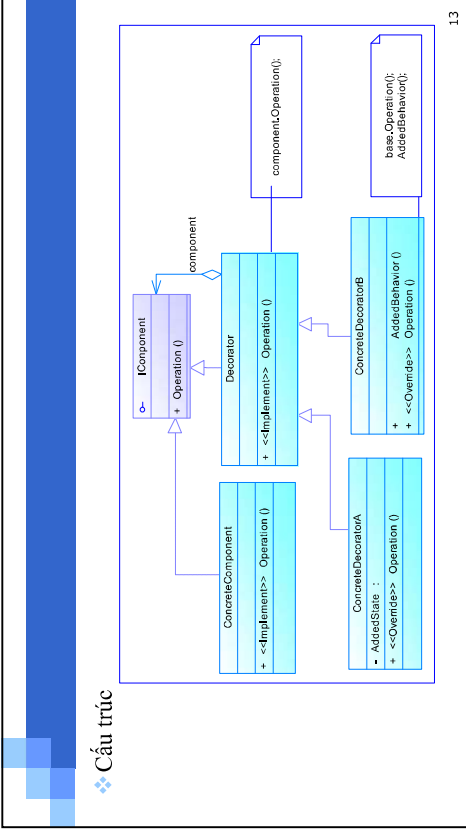 Cấu trúc
IConponent
+ Operation ()
component
ConcreteComponent
+ <<Implement>> Operation ()
Decorator
+ <<Implement>> Operation ()
component.Operation();
ConcreteDecoratorA
- AddedState :
+ <<Override>> Operation ()
ConcreteDecoratorB
+ AddedBehavior ()
+ <<Override>> Operation ()
base.Operation();
AddedBehavior();
13